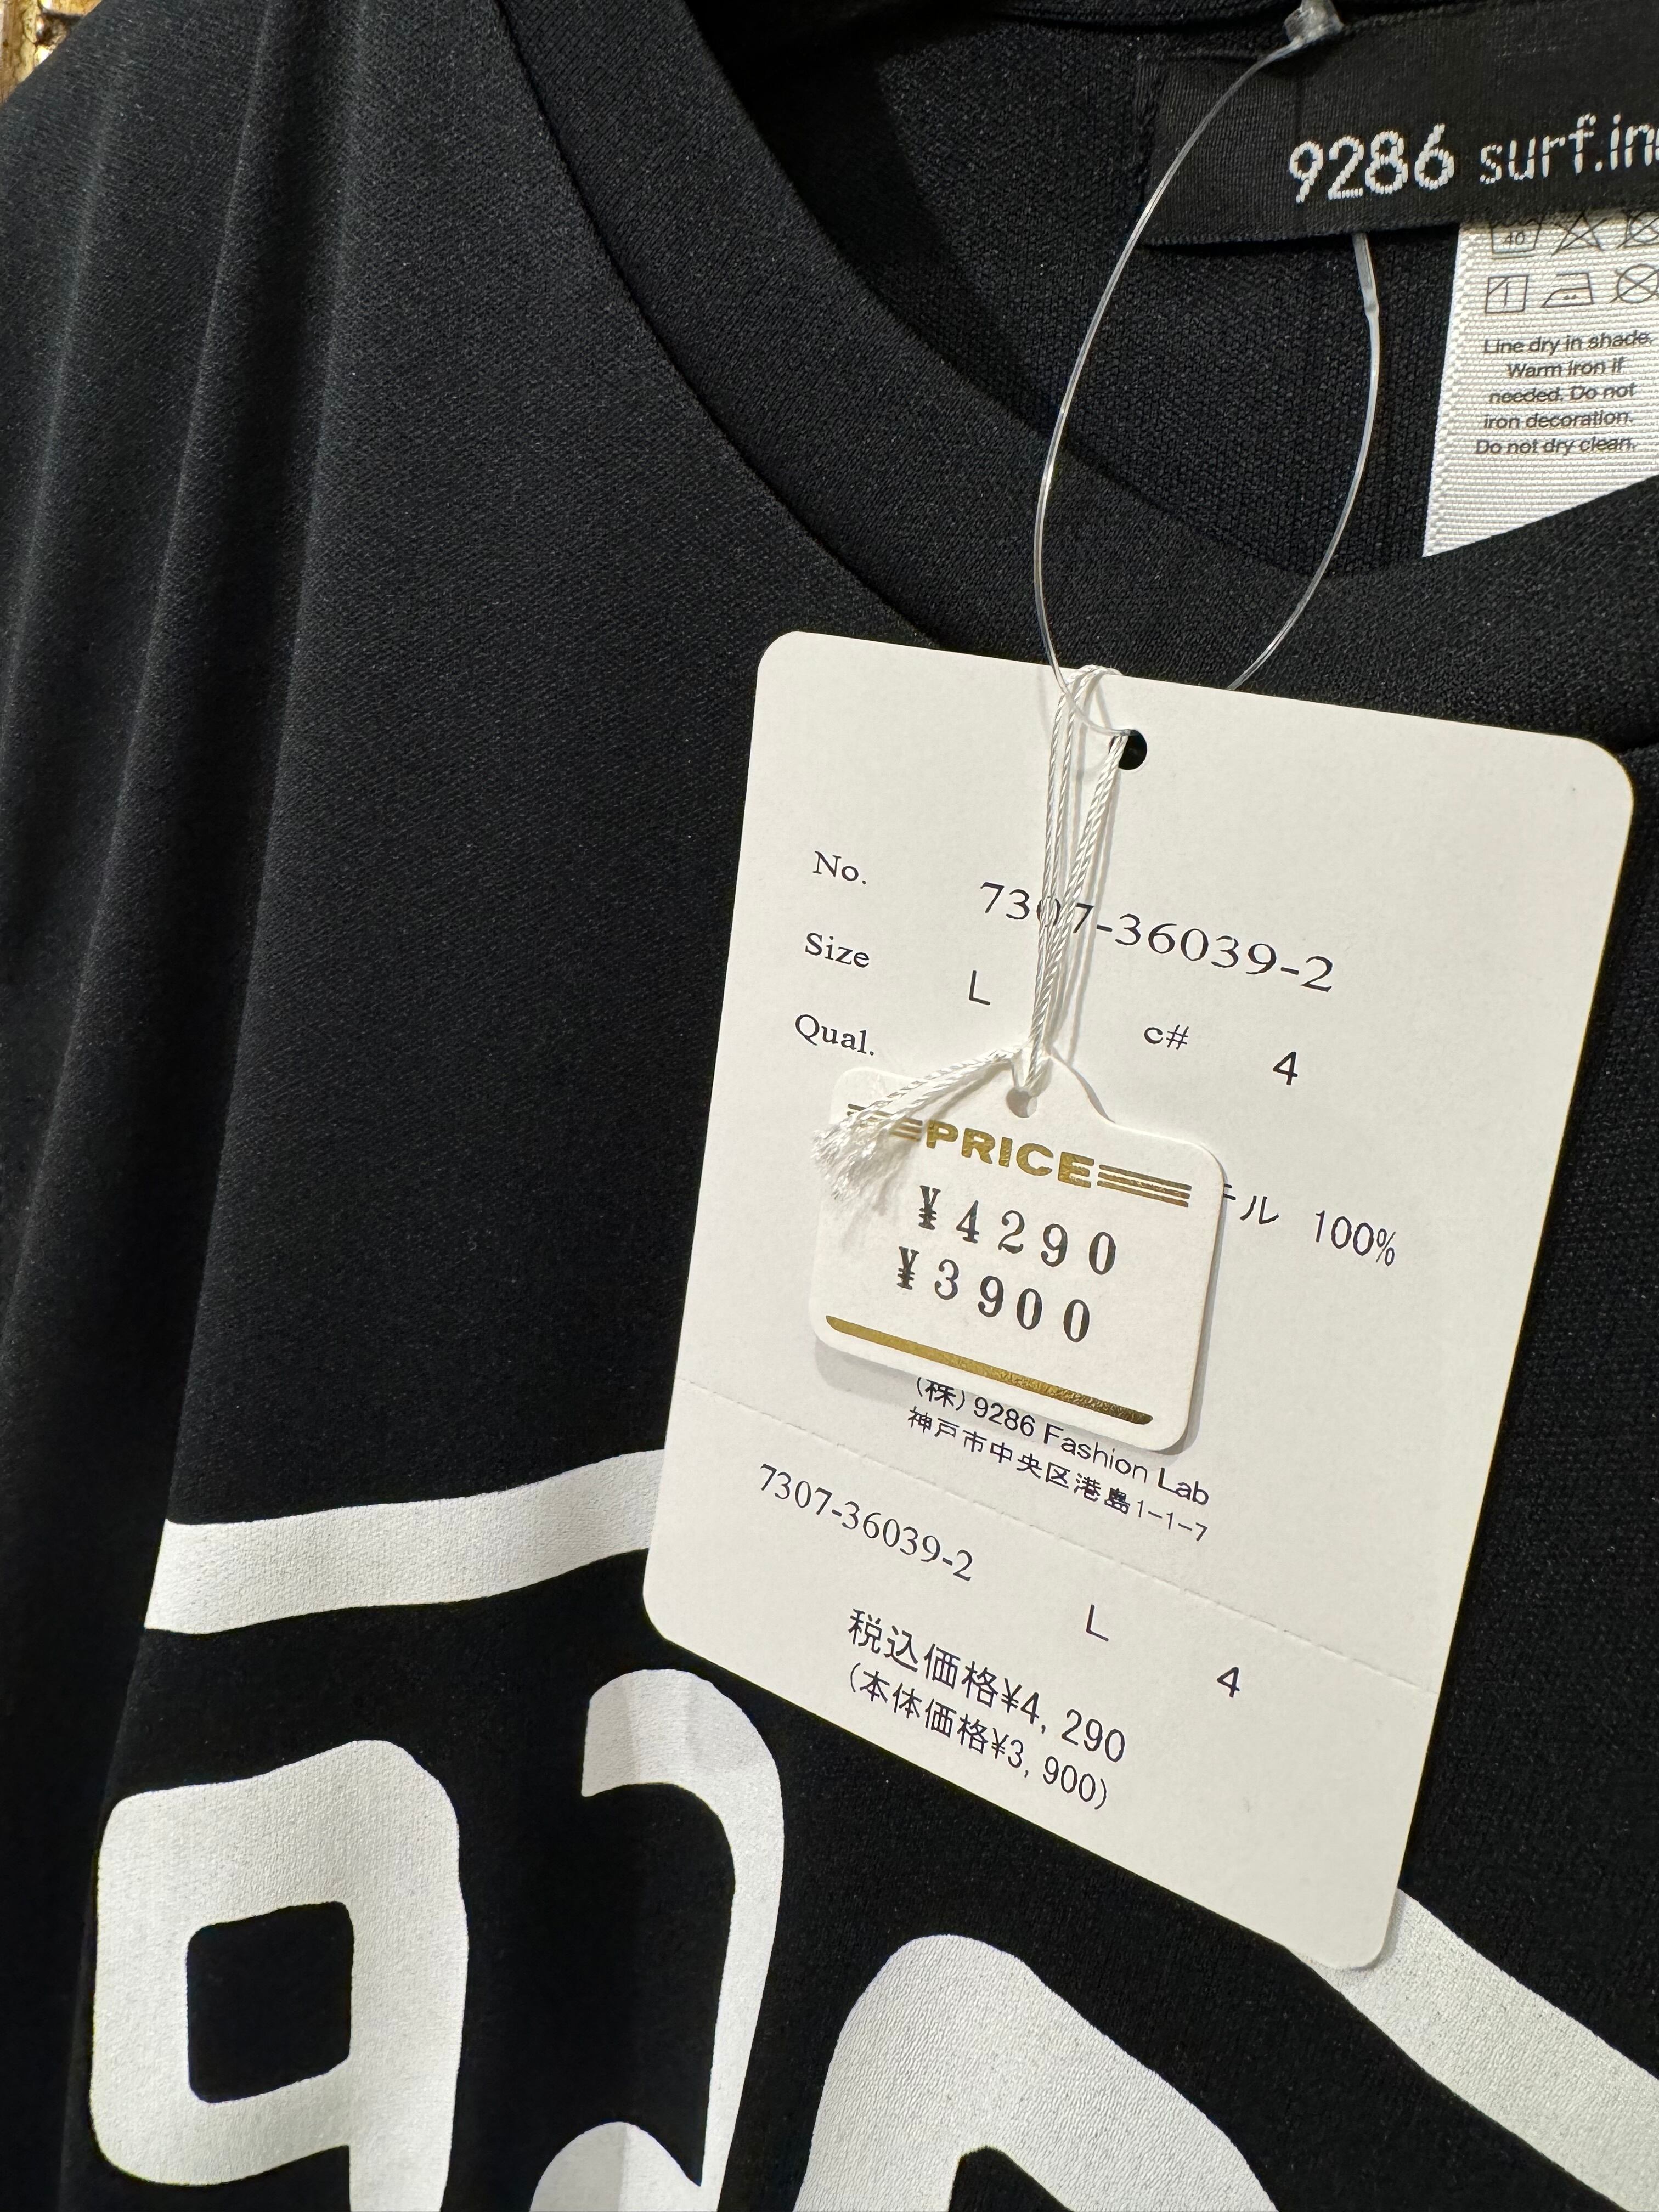 9286 surf.in
40
Line dry in shade.
Warm iron if
needed. Do not
iron decoration.
Do not dry clean.
No. 7307-36039-2
Size L c# 4
Qual.
PRICE
¥4290
¥3900
ル 100%
(株) 9286 Fashion Lab
神戸市中央区港島1-1-7
7307-36039-2 L 4
税込価格¥4,290
(本体価格¥3,900)